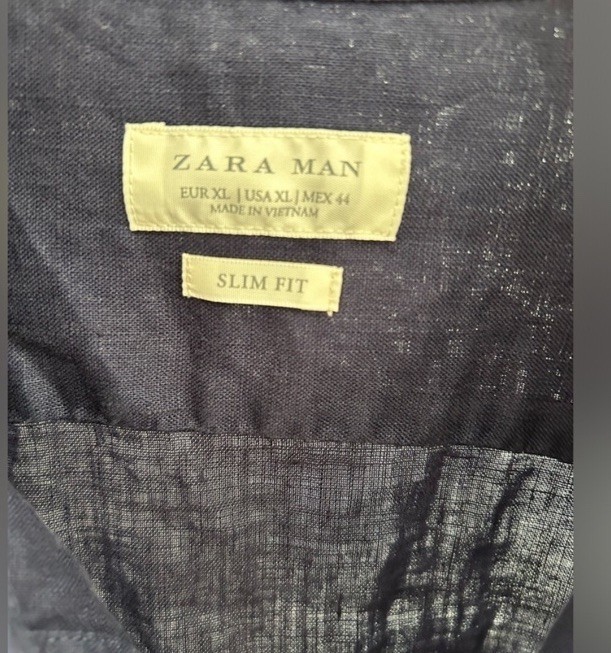 ZARA MAN
EUR XL | USA XL | MEX 44
MADE IN VIETNAM
SLIM FIT